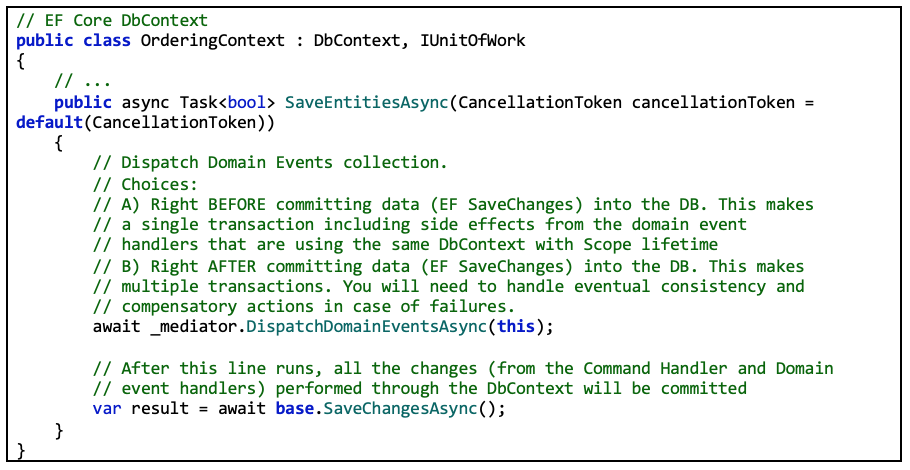 // EF Core DbContext
public class OrderingContext : DbContext, IUnitOfWork
{
    // ...
    public async Task<bool> SaveEntitiesAsync(CancellationToken cancellationToken =
default(CancellationToken))
    {
        // Dispatch Domain Events collection.
        // Choices:
        // A) Right BEFORE committing data (EF SaveChanges) into the DB. This makes
        // a single transaction including side effects from the domain event
        // handlers that are using the same DbContext with Scope lifetime
        // B) Right AFTER committing data (EF SaveChanges) into the DB. This makes
        // multiple transactions. You will need to handle eventual consistency and
        // compensatory actions in case of failures.
        await _mediator.DispatchDomainEventsAsync(this);

        // After this line runs, all the changes (from the Command Handler and Domain
        // event handlers) performed through the DbContext will be committed
        var result = await base.SaveChangesAsync();
    }
}